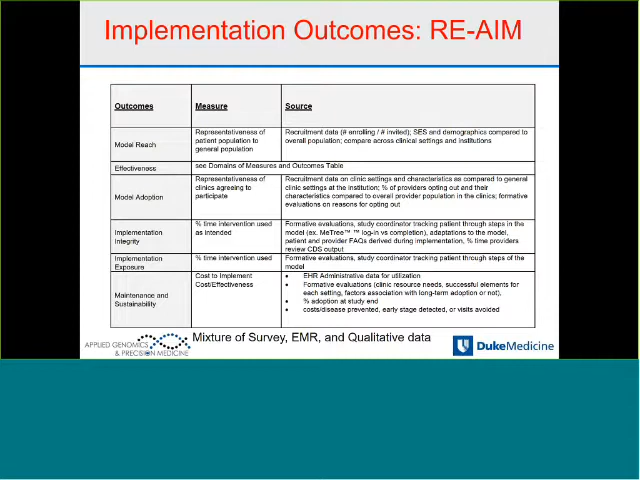 Implementation Outcomes: RE-AIM
Outcomes
Measure
Source
Model Reach
Representativeness of
patient population to
general population
Recruitment data (# enrolling / # invited); SES and demographics compared to
overall population; compare across clinical settings and institutions
Effectiveness
see Domains of Measures and Outcomes Table
Model Adoption
Representativeness of
clinics agreeing to
participate
Recruitment data on clinic settings and characteristics as compared to general
clinic settings at the institution; % of providers opting out and their
characteristics compared to overall provider population in the clinics; formative
evaluations on reasons for opting out
Implementation
Integrity
% time intervention used
as intended
Formative evaluations, study coordinator tracking patient through steps in the
model (ex. MeTree™ ™ log-in vs completion), adaptations to the model,
patient and provider FAQs derived during implementation, % time providers
review CDS output
Implementation
Exposure
% time intervention used
Formative evaluations, study coordinator tracking patient through steps of the
model
Maintenance and
Sustainability
Cost to Implement
Cost/Effectiveness
• EHR Administrative data for utilization
• Formative evaluations (clinic resource needs, successful elements for
each setting, factors association with long-term adoption or not),
• % adoption at study end
• costs/disease prevented, early stage detected, or visits avoided
Mixture of Survey, EMR, and Qualitative data
APPLIED GENOMICS
& PRECISION MEDICINE
DukeMedicine